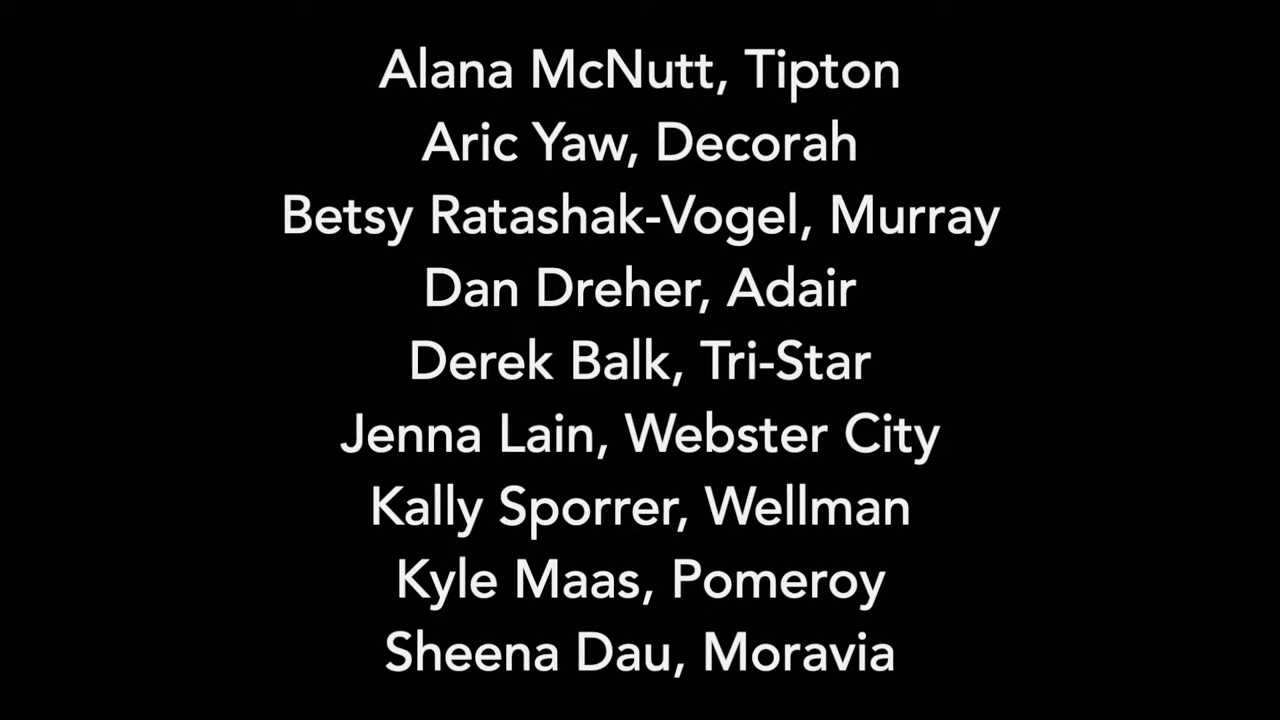 Alana McNutt, Tipton
Aric Yaw, Decorah
Betsy Ratashak-Vogel, Murray
Dan Dreher, Adair
Derek Balk, Tri-Star
Jenna Lain, Webster City
Kally Sporrer, Wellman
Kyle Maas, Pomeroy
Sheena Dau, Moravia